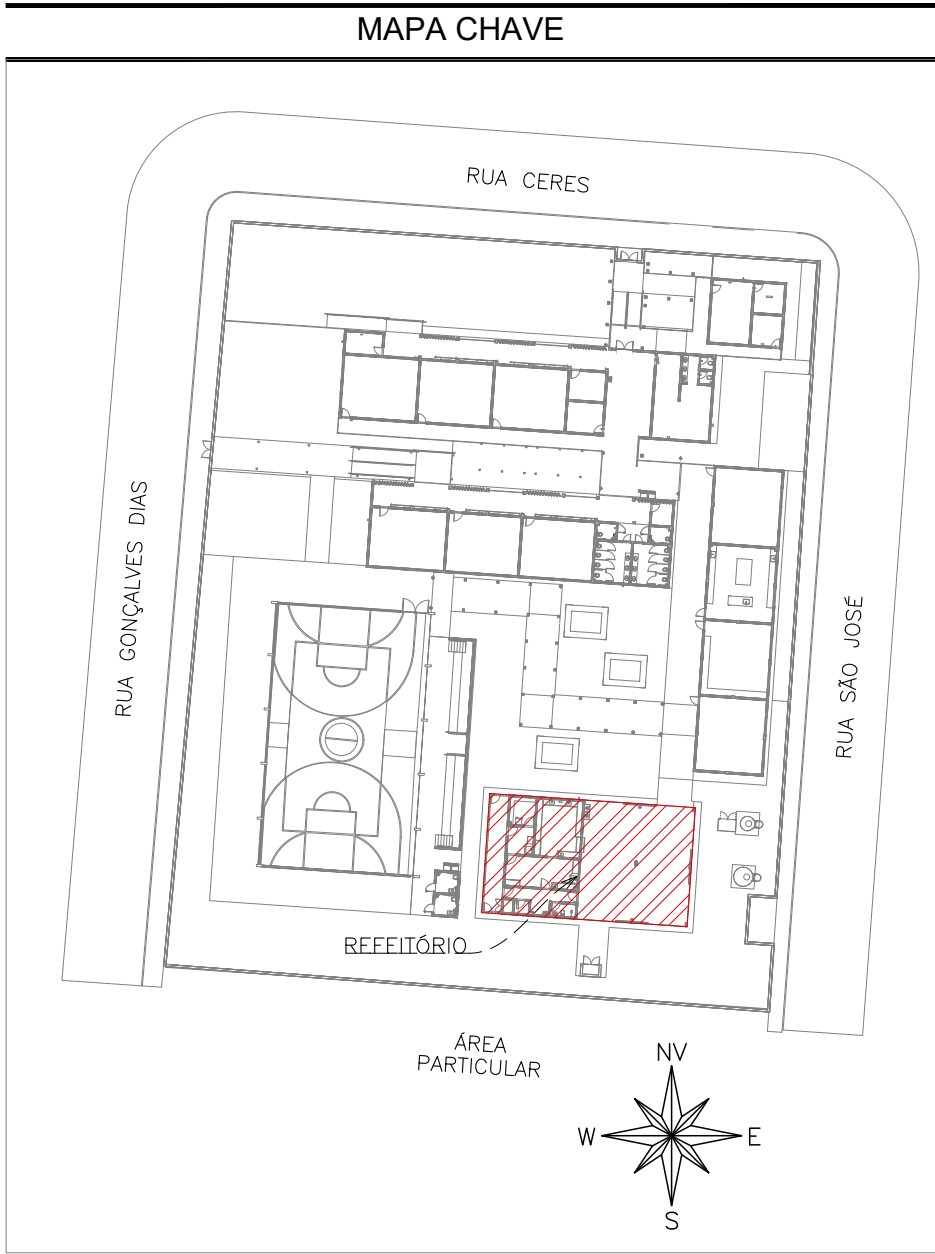 MAPA CHAVE
RUA CERES
RUA GONÇALVES DIAS
RUA SÃO JOSÉ
REFEITÓRIO
ÁREA
PARTICULAR
NV
W
E
S